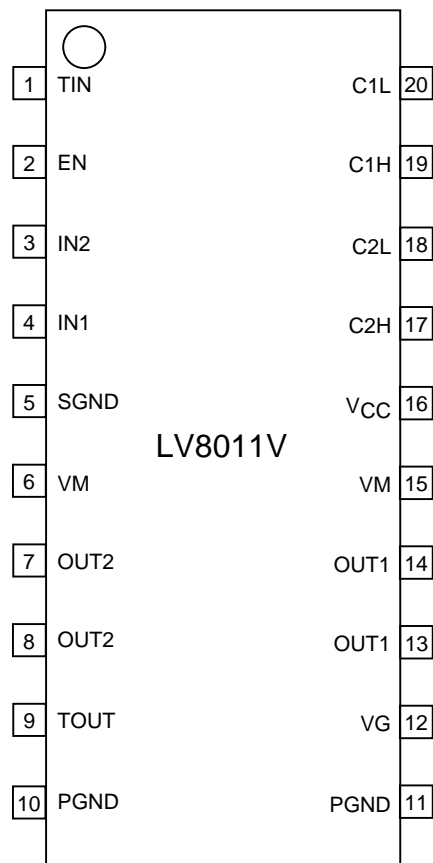 1 TIN C1L 20
2 EN C1H 19
3 IN2 C2L 18
4 IN1 C2H 17
5 SGND VCC 16
LV8011V
6 VM VM 15
7 OUT2 OUT1 14
8 OUT2 OUT1 13
9 TOUT VG 12
10 PGND PGND 11